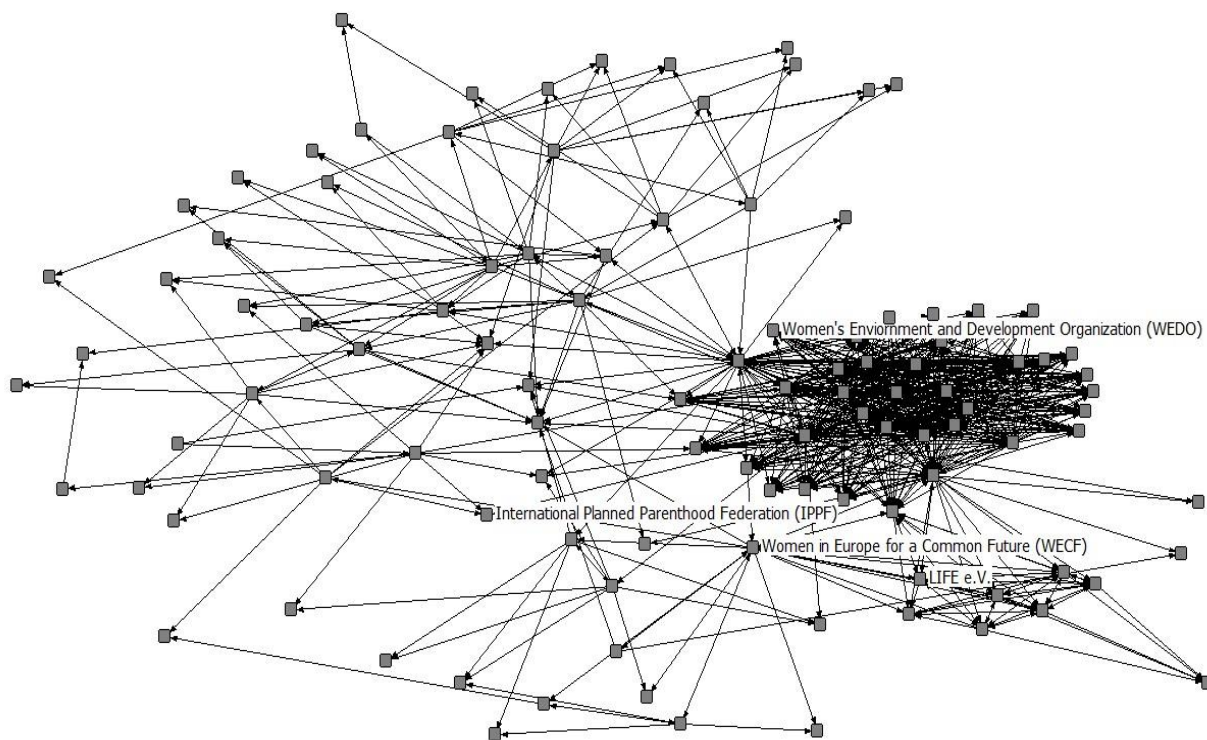 Women's Enviornment and Development Organization (WEDO)
International Planned Parenthood Federation (IPPF)
Women in Europe for a Common Future (WECF)
LIFE e.V.